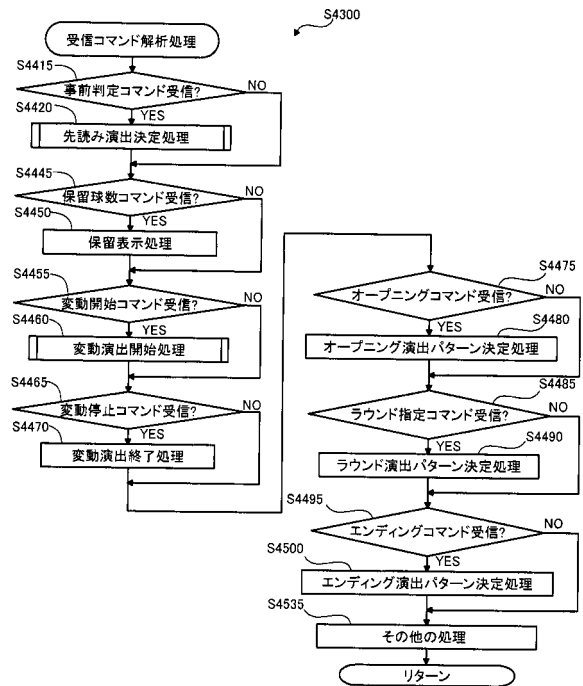 S4300
受信コマンド解析処理
S4415
事前判定コマンド受信?
NO
YES
S4420
先読み演出決定処理
S4445
保留球数コマンド受信?
NO
YES
S4450
保留表示処理
S4455
変動開始コマンド受信?
NO
YES
S4460
変動演出開始処理
S4465
変動停止コマンド受信?
NO
YES
S4470
変動演出終了処理
S4475
オープニングコマンド受信?
NO
YES
S4480
オープニング演出パターン決定処理
S4485
ラウンド指定コマンド受信?
NO
YES
S4490
ラウンド演出パターン決定処理
S4495
エンディングコマンド受信?
NO
YES
S4500
エンディング演出パターン決定処理
S4535
その他の処理
リターン